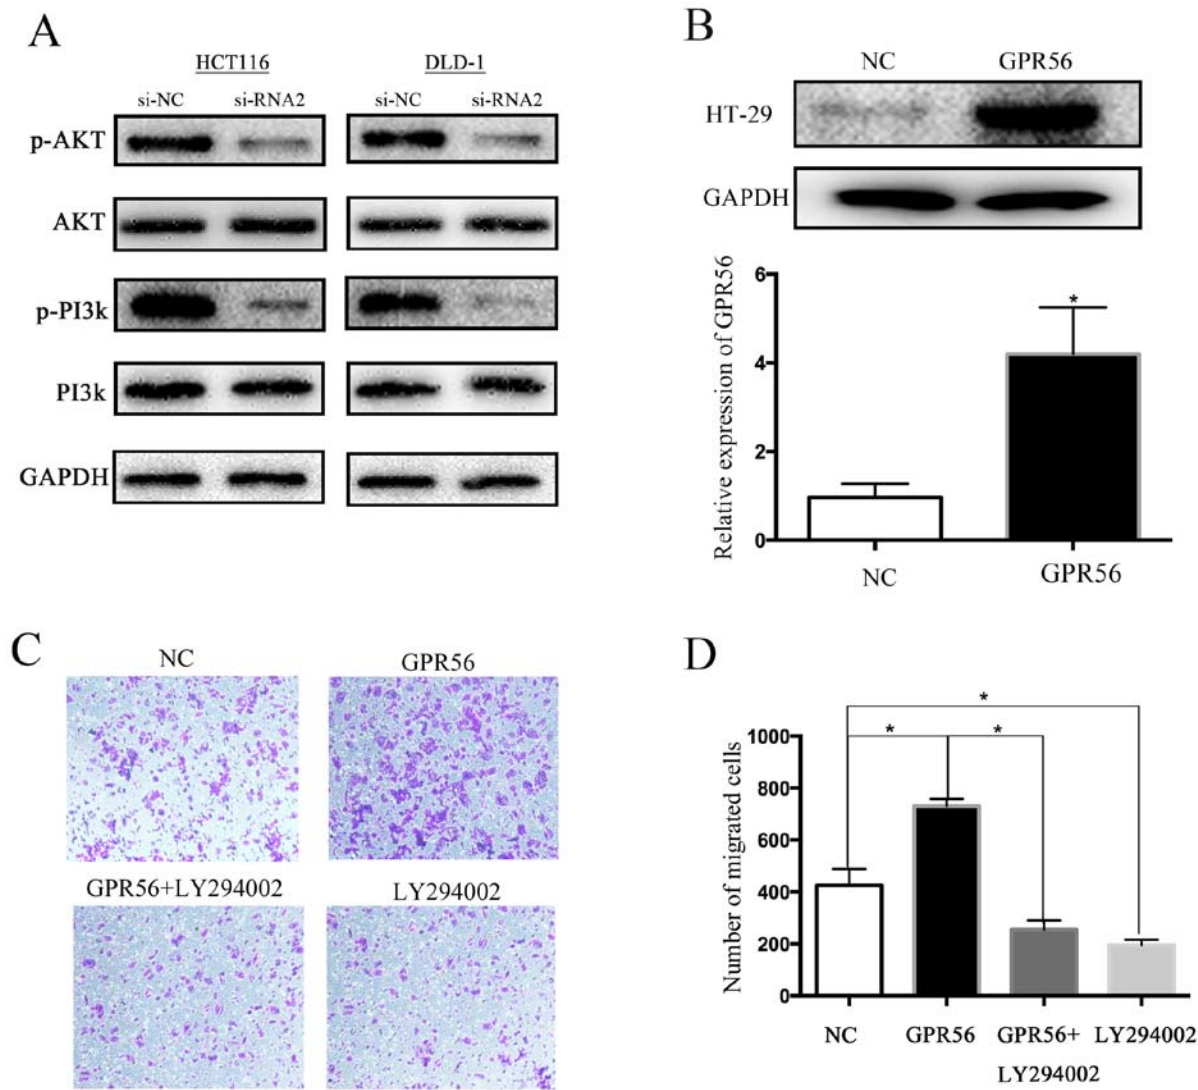 A
HCT116 DLD-1
si-NC si-RNA2 si-NC si-RNA2
p-AKT
AKT
p-PI3k
PI3k
GAPDH
B
NC GPR56
HT-29
GAPDH
Relative expression of GPR56
6
*
4
2
0
NC GPR56
C
NC GPR56
GPR56+LY294002 LY294002
D
*
* *
Number of migrated cells
1000
800
600
400
200
0
NC GPR56 GPR56+ LY294002
LY294002